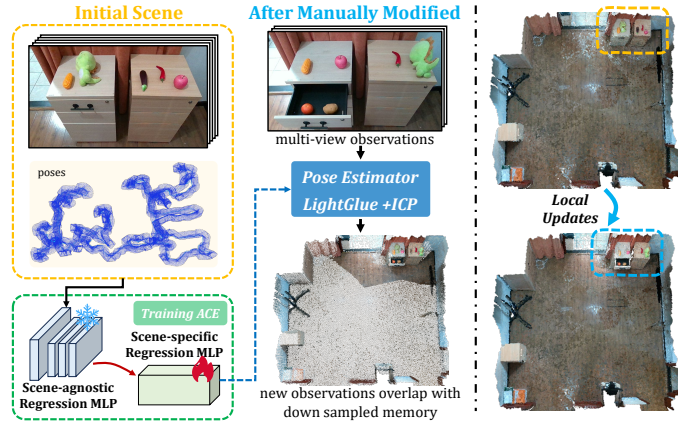 Initial Scene
poses
Training ACE
Scene-specific
Regression MLP
Scene-agnostic
Regression MLP
After Manually Modified
multi-view observations
Pose Estimator
LightGlue +ICP
new observations overlap with
down sampled memory
Local
Updates